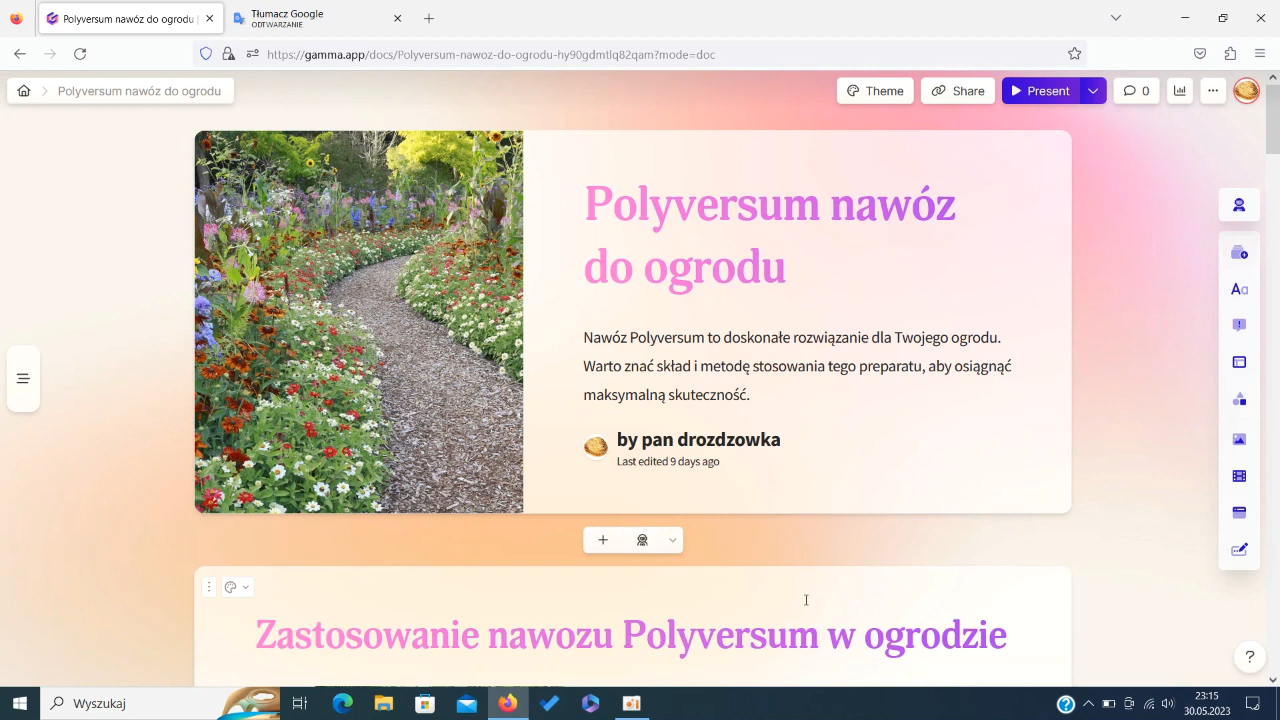 Polyversum nawóz do ogrodu |
Tłumacz Google
ODTWARZANIE
https://gamma.app/docs/Polyversum-nawoz-do-ogrodu-hy90gdmtlq82qam?mode=doc
Polyversum nawóz do ogrodu
Theme
Share
Present
0
Polyversum nawóz
do ogrodu
Nawóz Polyversum to doskonałe rozwiązanie dla Twojego ogrodu.
Warto znać skład i metodę stosowania tego preparatu, aby osiągnąć
maksymalną skuteczność.
by pan drozdzowka
Last edited 9 days ago
Aa
Zastosowanie nawozu Polyversum w ogrodzie
?
Wyszukaj
23:15
30.05.2023